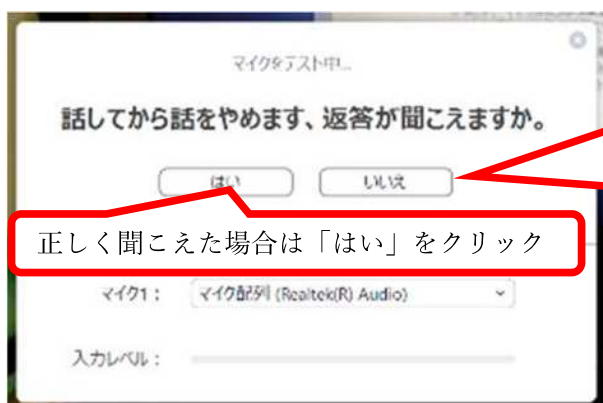 マイクをテスト中...
話してから話をやめます、返答が聞こえますか。
はい いいえ
正しく聞こえた場合は「はい」をクリック
マイク1： マイク配列 (Realtek(R) Audio)
入力レベル：